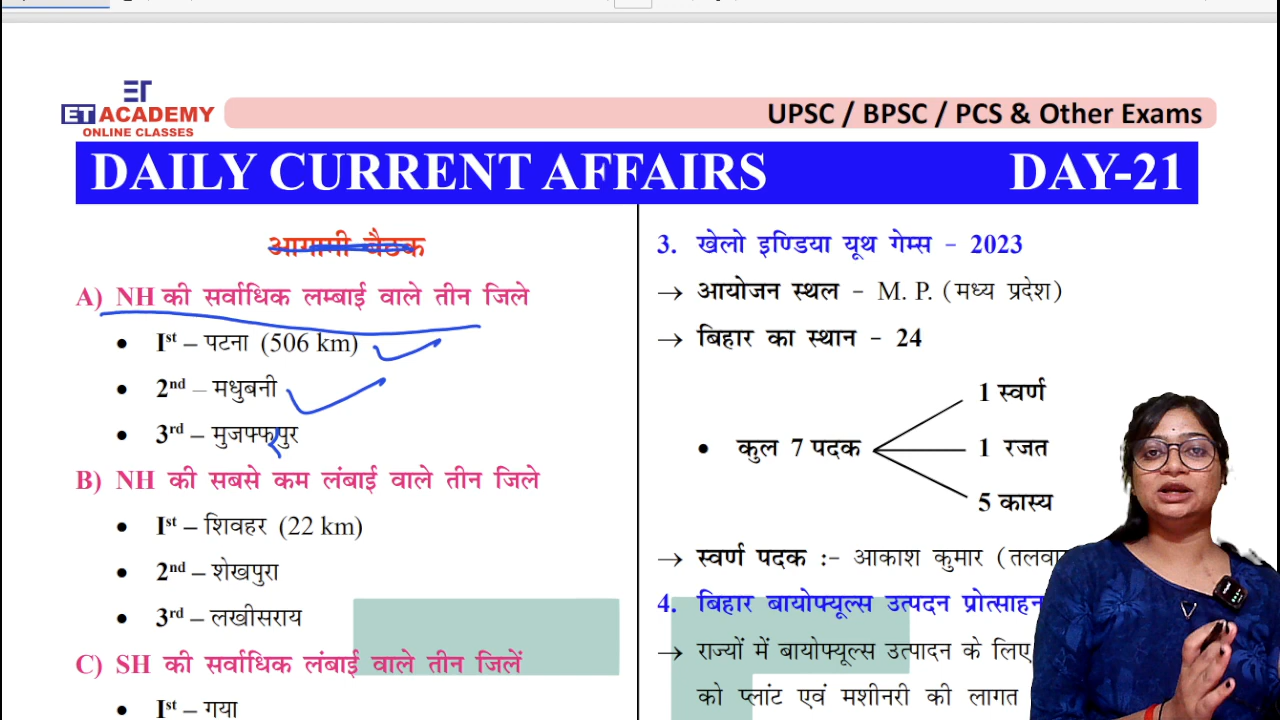 ET
ET ACADEMY
ONLINE CLASSES
UPSC / BPSC / PCS & Other Exams
DAILY CURRENT AFFAIRS DAY-21
आगामी बैठक
A) NH की सर्वाधिक लम्बाई वाले तीन जिले
• Iˢᵗ – पटना (506 km)
• 2ⁿᵈ – मधुबनी
• 3ʳᵈ – मुजफ्फरपुर
B) NH की सबसे कम लंबाई वाले तीन जिले
• Iˢᵗ – शिवहर (22 km)
• 2ⁿᵈ – शेखपुरा
• 3ʳᵈ – लखीसराय
C) SH की सर्वाधिक लंबाई वाले तीन जिलें
• Iˢᵗ – गया
3. खेलो इण्डिया यूथ गेम्स - 2023
→ आयोजन स्थल - M. P. (मध्य प्रदेश)
→ बिहार का स्थान - 24
1 स्वर्ण
• कुल 7 पदक
1 रजत
5 कास्य
→ स्वर्ण पदक :- आकाश कुमार
4. बिहार बायोफ्यूल्स उत्पादन प्रोत्साहन
→ राज्यों में बायोफ्यूल्स उत्पादन के लिए
को प्लांट एवं मशीनरी की लागत